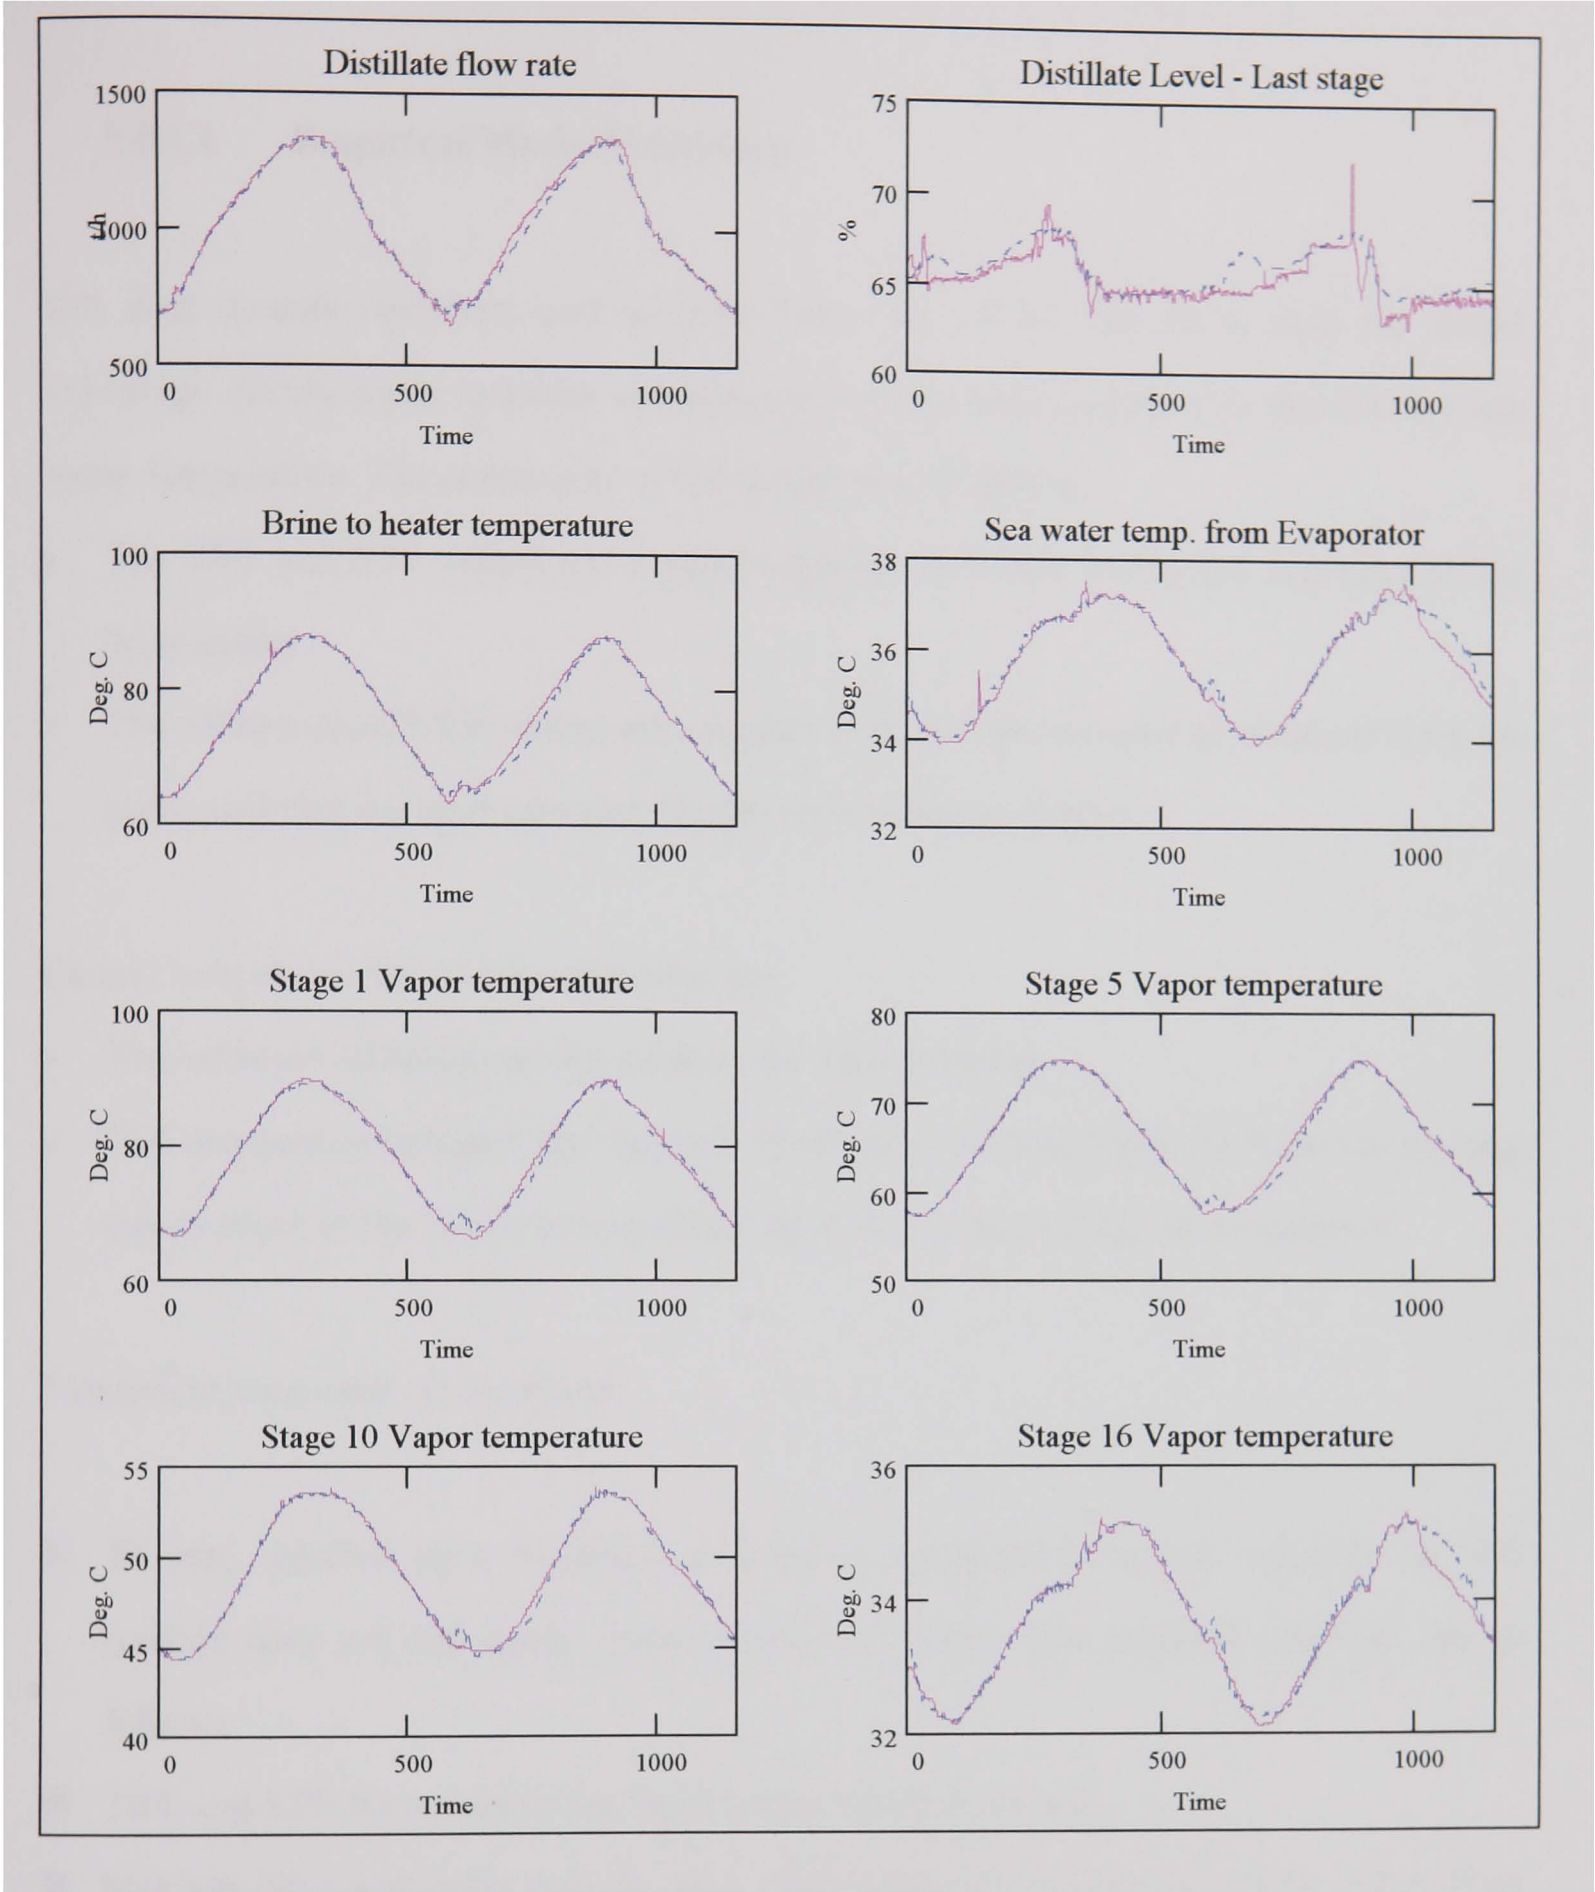 Distillate flow rate
1500
1000
500
t/h
0 500 1000
Time
Distillate Level - Last stage
75
70
65
60
%
0 500 1000
Time
Brine to heater temperature
100
80
60
Deg. C
0 500 1000
Time
Sea water temp. from Evaporator
38
36
34
32
Deg. C
0 500 1000
Time
Stage 1 Vapor temperature
100
80
60
Deg. C
0 500 1000
Time
Stage 5 Vapor temperature
80
70
60
50
Deg. C
0 500 1000
Time
Stage 10 Vapor temperature
55
50
45
40
Deg. C
0 500 1000
Time
Stage 16 Vapor temperature
36
34
32
Deg. C
0 500 1000
Time